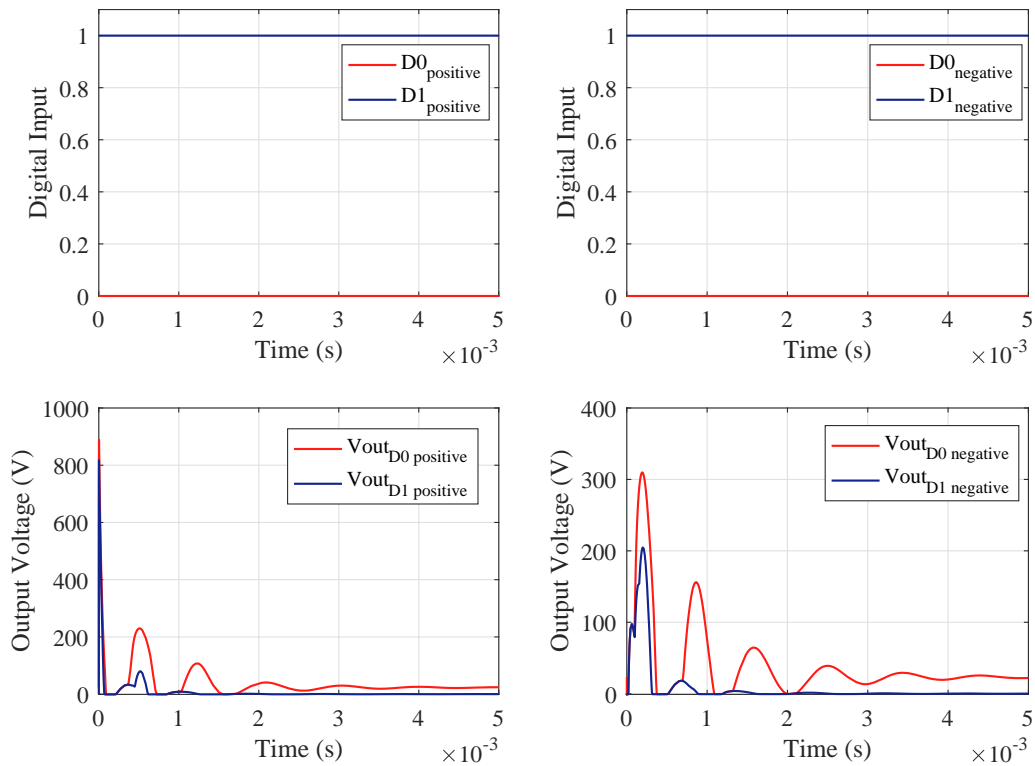 1
0.8
0.6
0.4
0.2
0
Digital Input
D0positive
D1positive
0 1 2 3 4 5
Time (s)
×10-3
1
0.8
0.6
0.4
0.2
0
Digital Input
D0negative
D1negative
0 1 2 3 4 5
Time (s)
×10-3
1000
800
600
400
200
0
Output Voltage (V)
VoutD0 positive
VoutD1 positive
0 1 2 3 4 5
Time (s)
×10-3
400
300
200
100
0
Output Voltage (V)
VoutD0 negative
VoutD1 negative
0 1 2 3 4 5
Time (s)
×10-3